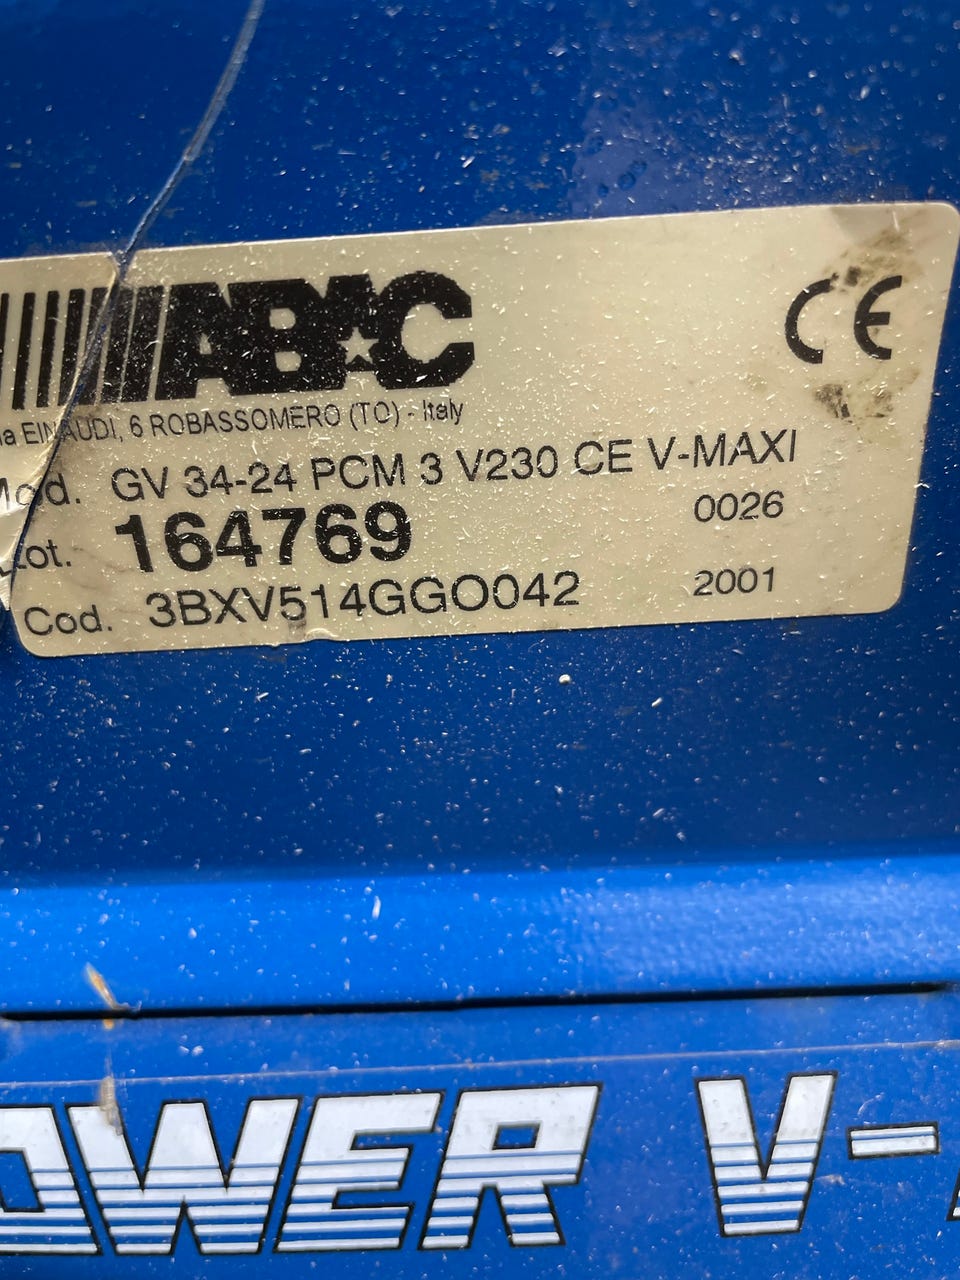 ABAC
CE
EINAUDI, 6 ROBASSOMERO (TO) - Italy
Mod. GV 34-24 PCM 3 V230 CE V-MAXI
Lot. 164769 0026
Cod. 3BXV514GGO042 2001
OWER V-